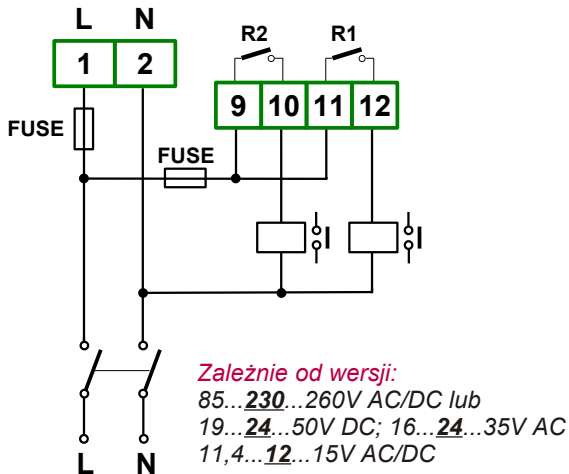 L N
R2 R1
1 2
9 10 11 12
FUSE
FUSE
Zależnie od wersji:
85...230...260V AC/DC lub
19...24...50V DC; 16...24...35V AC
11,4...12...15V AC/DC
L N